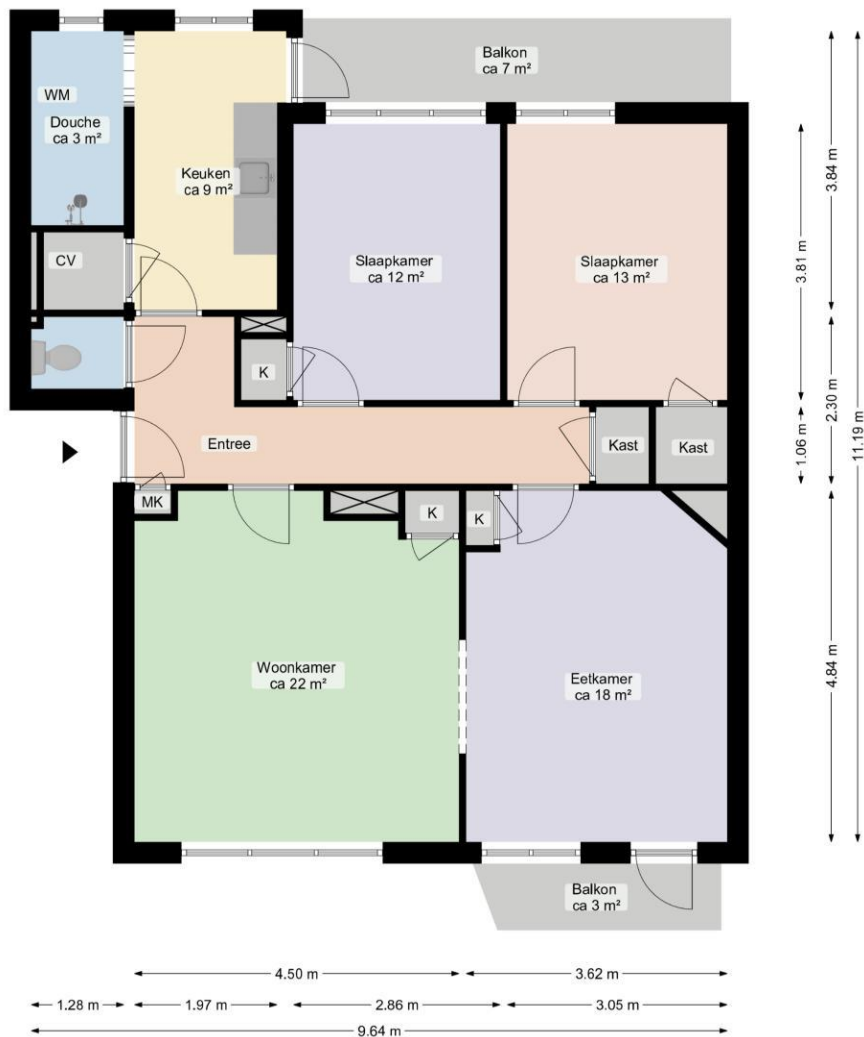 Balkon
ca 7 m²
WM
Douche
ca 3 m²
Keuken
ca 9 m²
CV
Slaapkamer
ca 12 m²
Slaapkamer
ca 13 m²
K
Entree
Kast
Kast
MK
K
K
Woonkamer
ca 22 m²
Eetkamer
ca 18 m²
Balkon
ca 3 m²
3.84 m
3.81 m
2.30 m
1.06 m
11.19 m
4.84 m
4.50 m
3.62 m
1.28 m
1.97 m
2.86 m
3.05 m
9.64 m